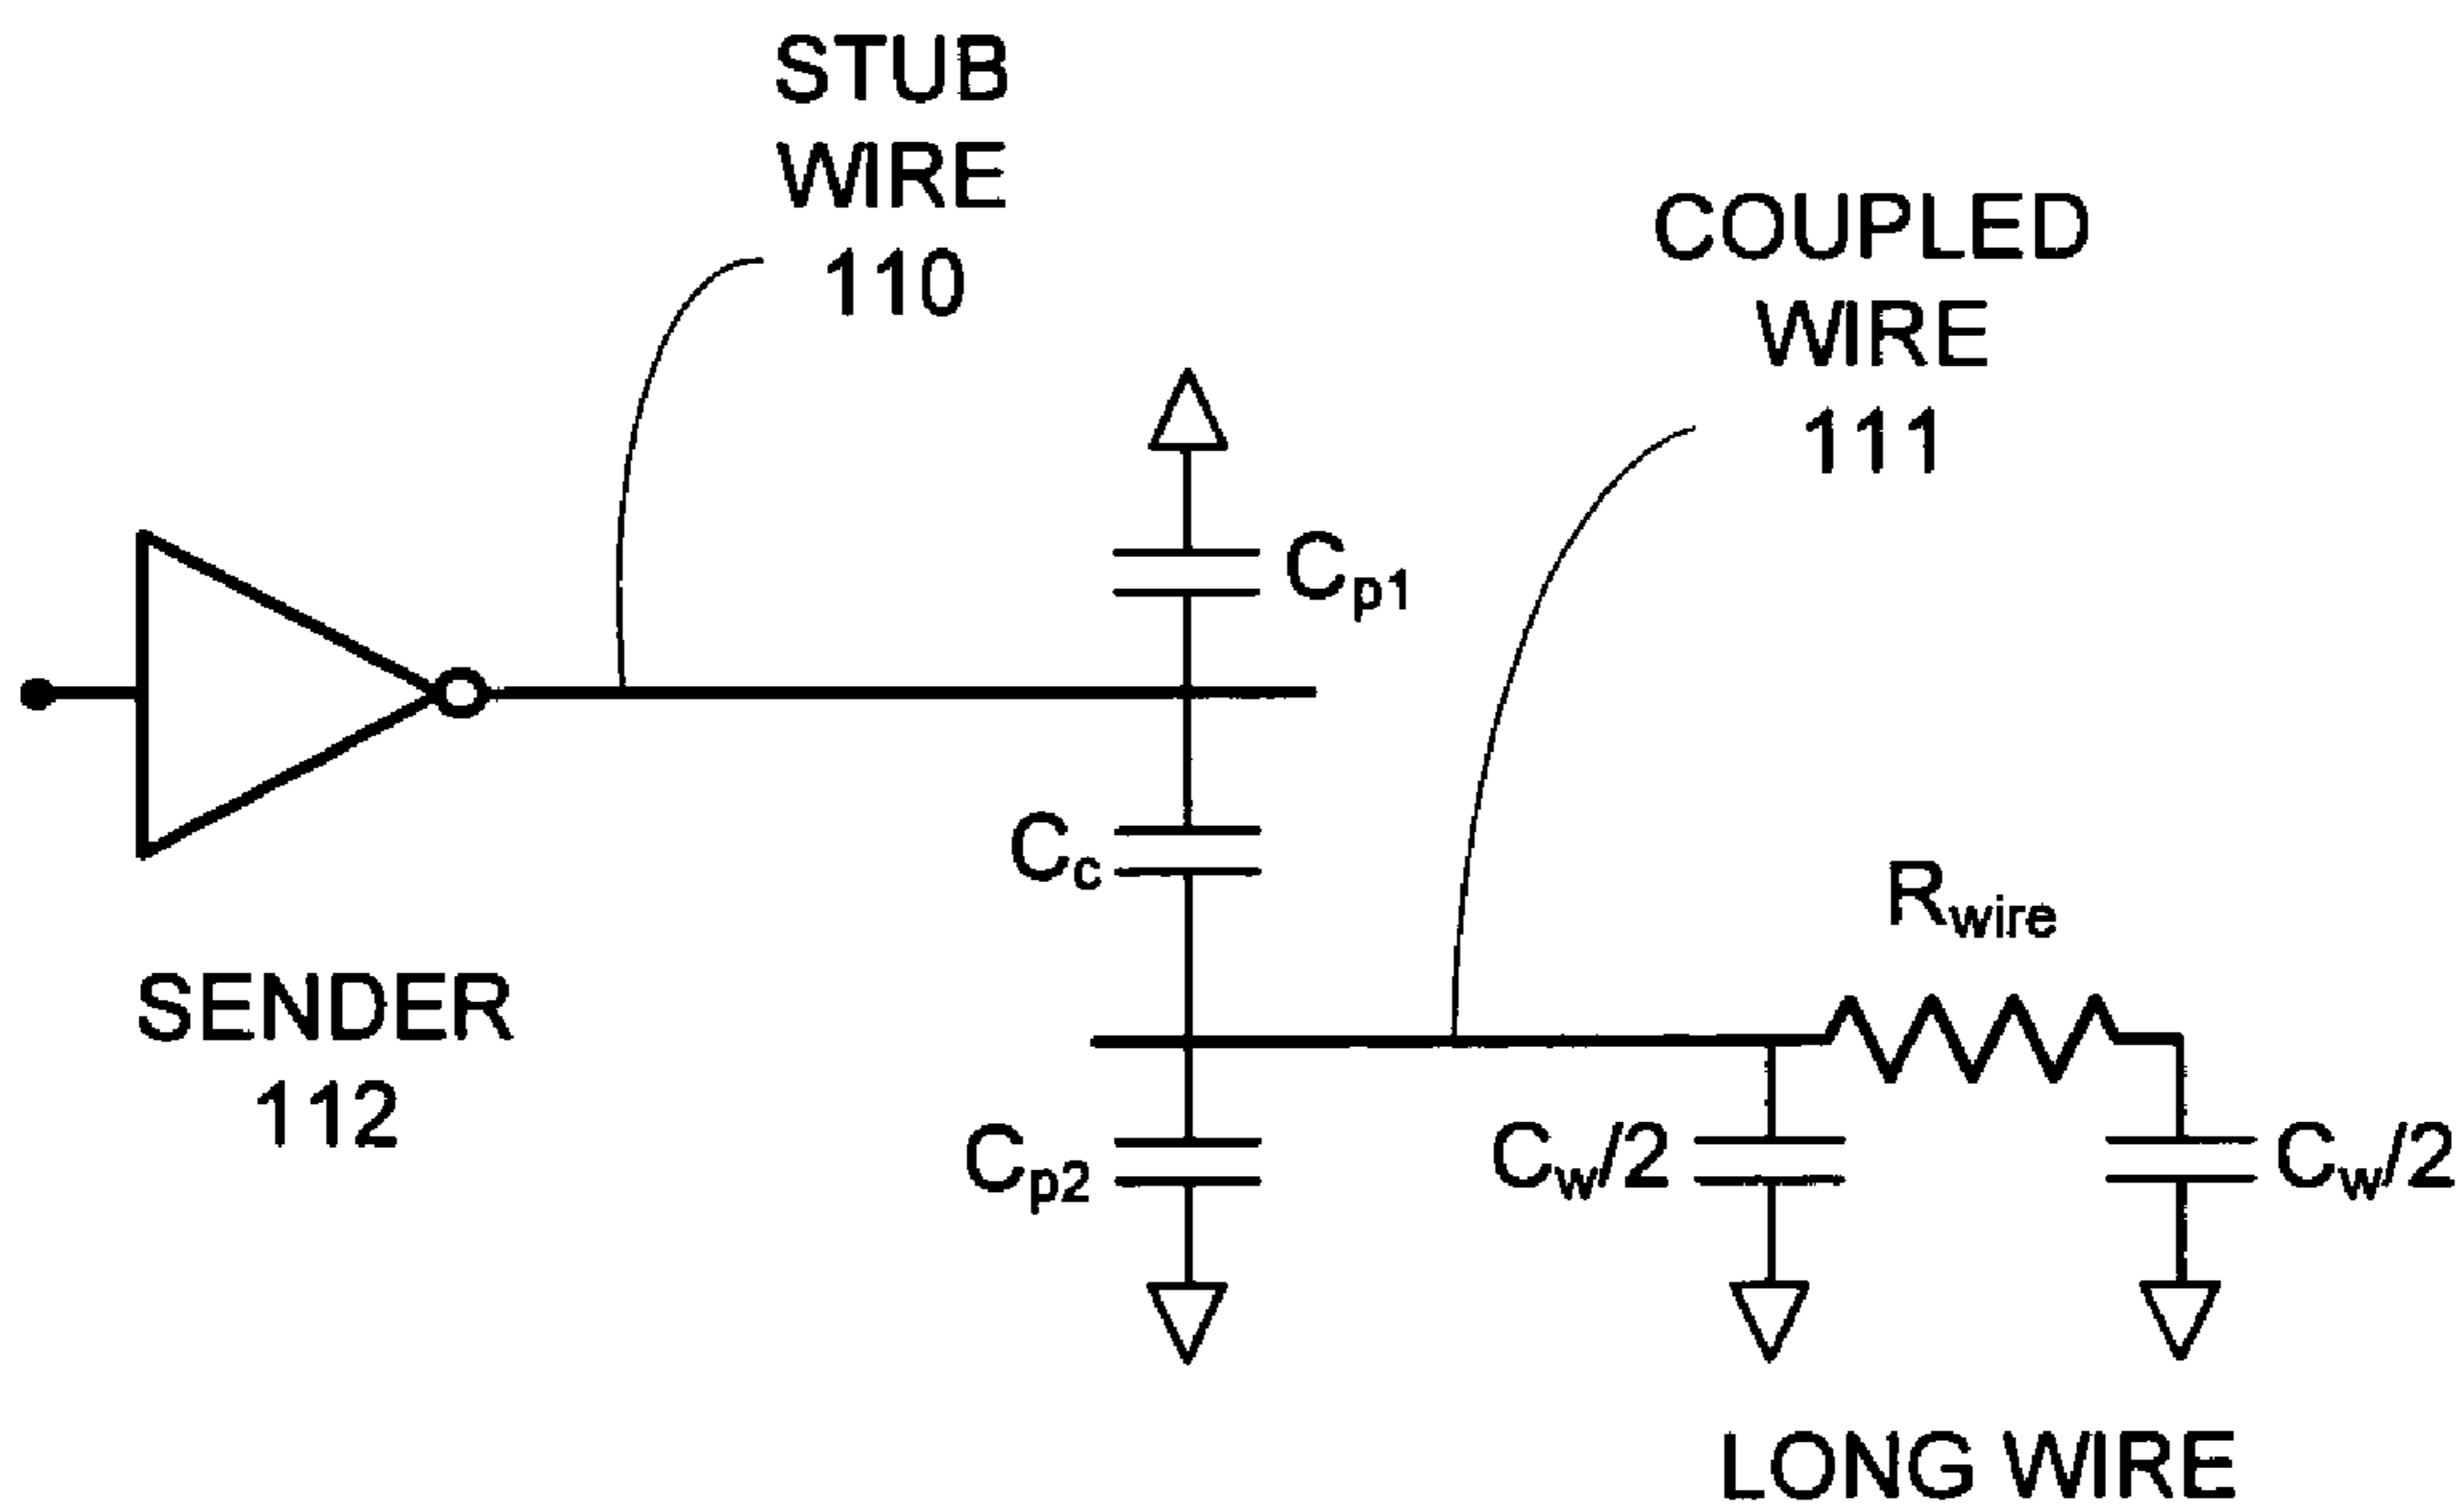 STUB
WIRE
110
COUPLED
WIRE
111
Cp1
Cc
Rwire
SENDER
112
Cp2
Cw/2
Cw/2
LONG WIRE